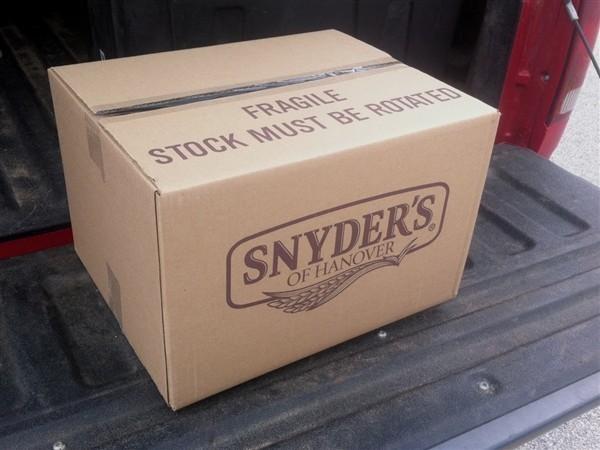 FRAGILE
STOCK MUST BE ROTATED
SNYDER'S®
OF HANOVER